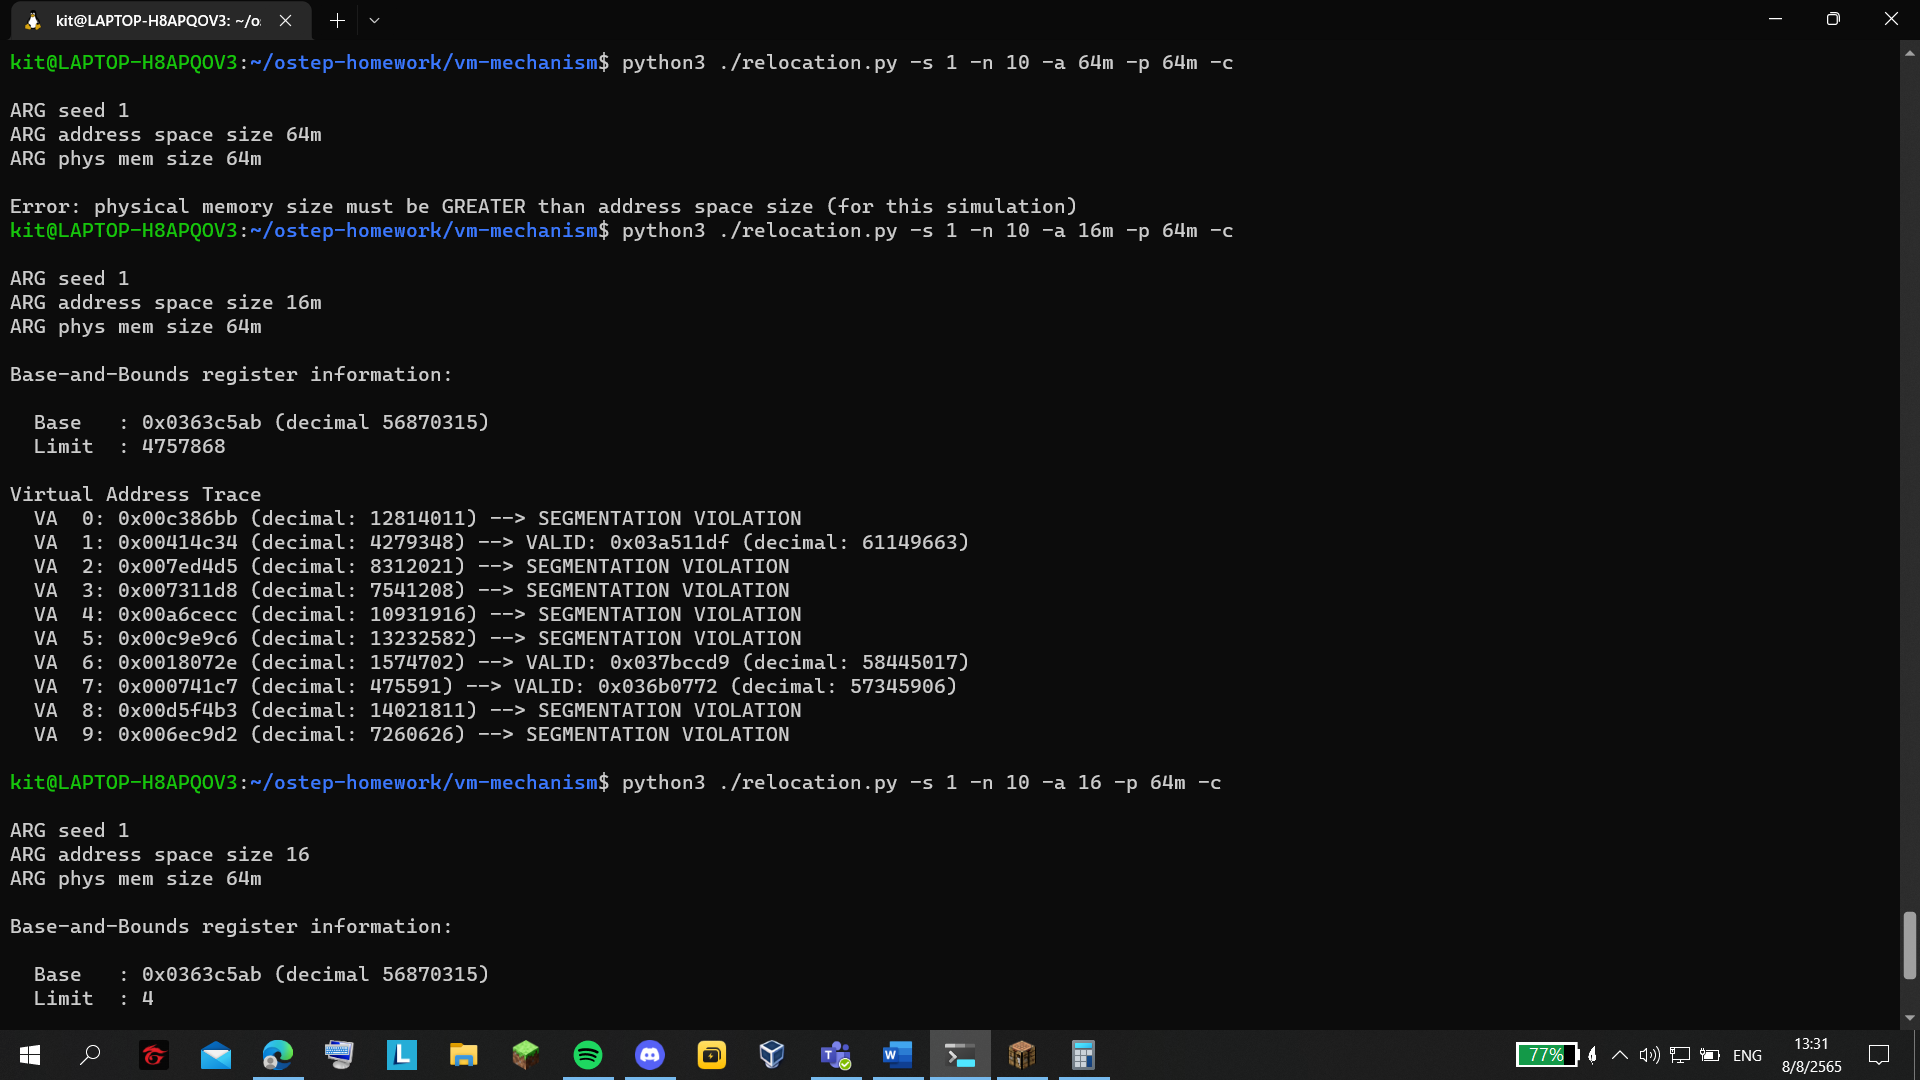 kit@LAPTOP-H8APQOV3: ~/o
kit@LAPTOP-H8APQOV3:~/ostep-homework/vm-mechanism$ python3 ./relocation.py -s 1 -n 10 -a 64m -p 64m -c
ARG seed 1
ARG address space size 64m
ARG phys mem size 64m
Error: physical memory size must be GREATER than address space size (for this simulation)
kit@LAPTOP-H8APQOV3:~/ostep-homework/vm-mechanism$ python3 ./relocation.py -s 1 -n 10 -a 16m -p 64m -c
ARG seed 1
ARG address space size 16m
ARG phys mem size 64m
Base-and-Bounds register information:
Base   : 0x0363c5ab (decimal 56870315)
Limit  : 4757868
Virtual Address Trace
VA  0: 0x00c386bb (decimal: 12814011) --> SEGMENTATION VIOLATION
VA  1: 0x00414c34 (decimal: 4279348) --> VALID: 0x03a511df (decimal: 61149663)
VA  2: 0x007ed4d5 (decimal: 8312021) --> SEGMENTATION VIOLATION
VA  3: 0x007311d8 (decimal: 7541208) --> SEGMENTATION VIOLATION
VA  4: 0x00a6cecc (decimal: 10931916) --> SEGMENTATION VIOLATION
VA  5: 0x00c9e9c6 (decimal: 13232582) --> SEGMENTATION VIOLATION
VA  6: 0x0018072e (decimal: 1574702) --> VALID: 0x037bccd9 (decimal: 58445017)
VA  7: 0x000741c7 (decimal: 475591) --> VALID: 0x036b0772 (decimal: 57345906)
VA  8: 0x00d5f4b3 (decimal: 14021811) --> SEGMENTATION VIOLATION
VA  9: 0x006ec9d2 (decimal: 7260626) --> SEGMENTATION VIOLATION
kit@LAPTOP-H8APQOV3:~/ostep-homework/vm-mechanism$ python3 ./relocation.py -s 1 -n 10 -a 16 -p 64m -c
ARG seed 1
ARG address space size 16
ARG phys mem size 64m
Base-and-Bounds register information:
Base   : 0x0363c5ab (decimal 56870315)
Limit  : 4
77%
ENG
13:31
8/8/2565